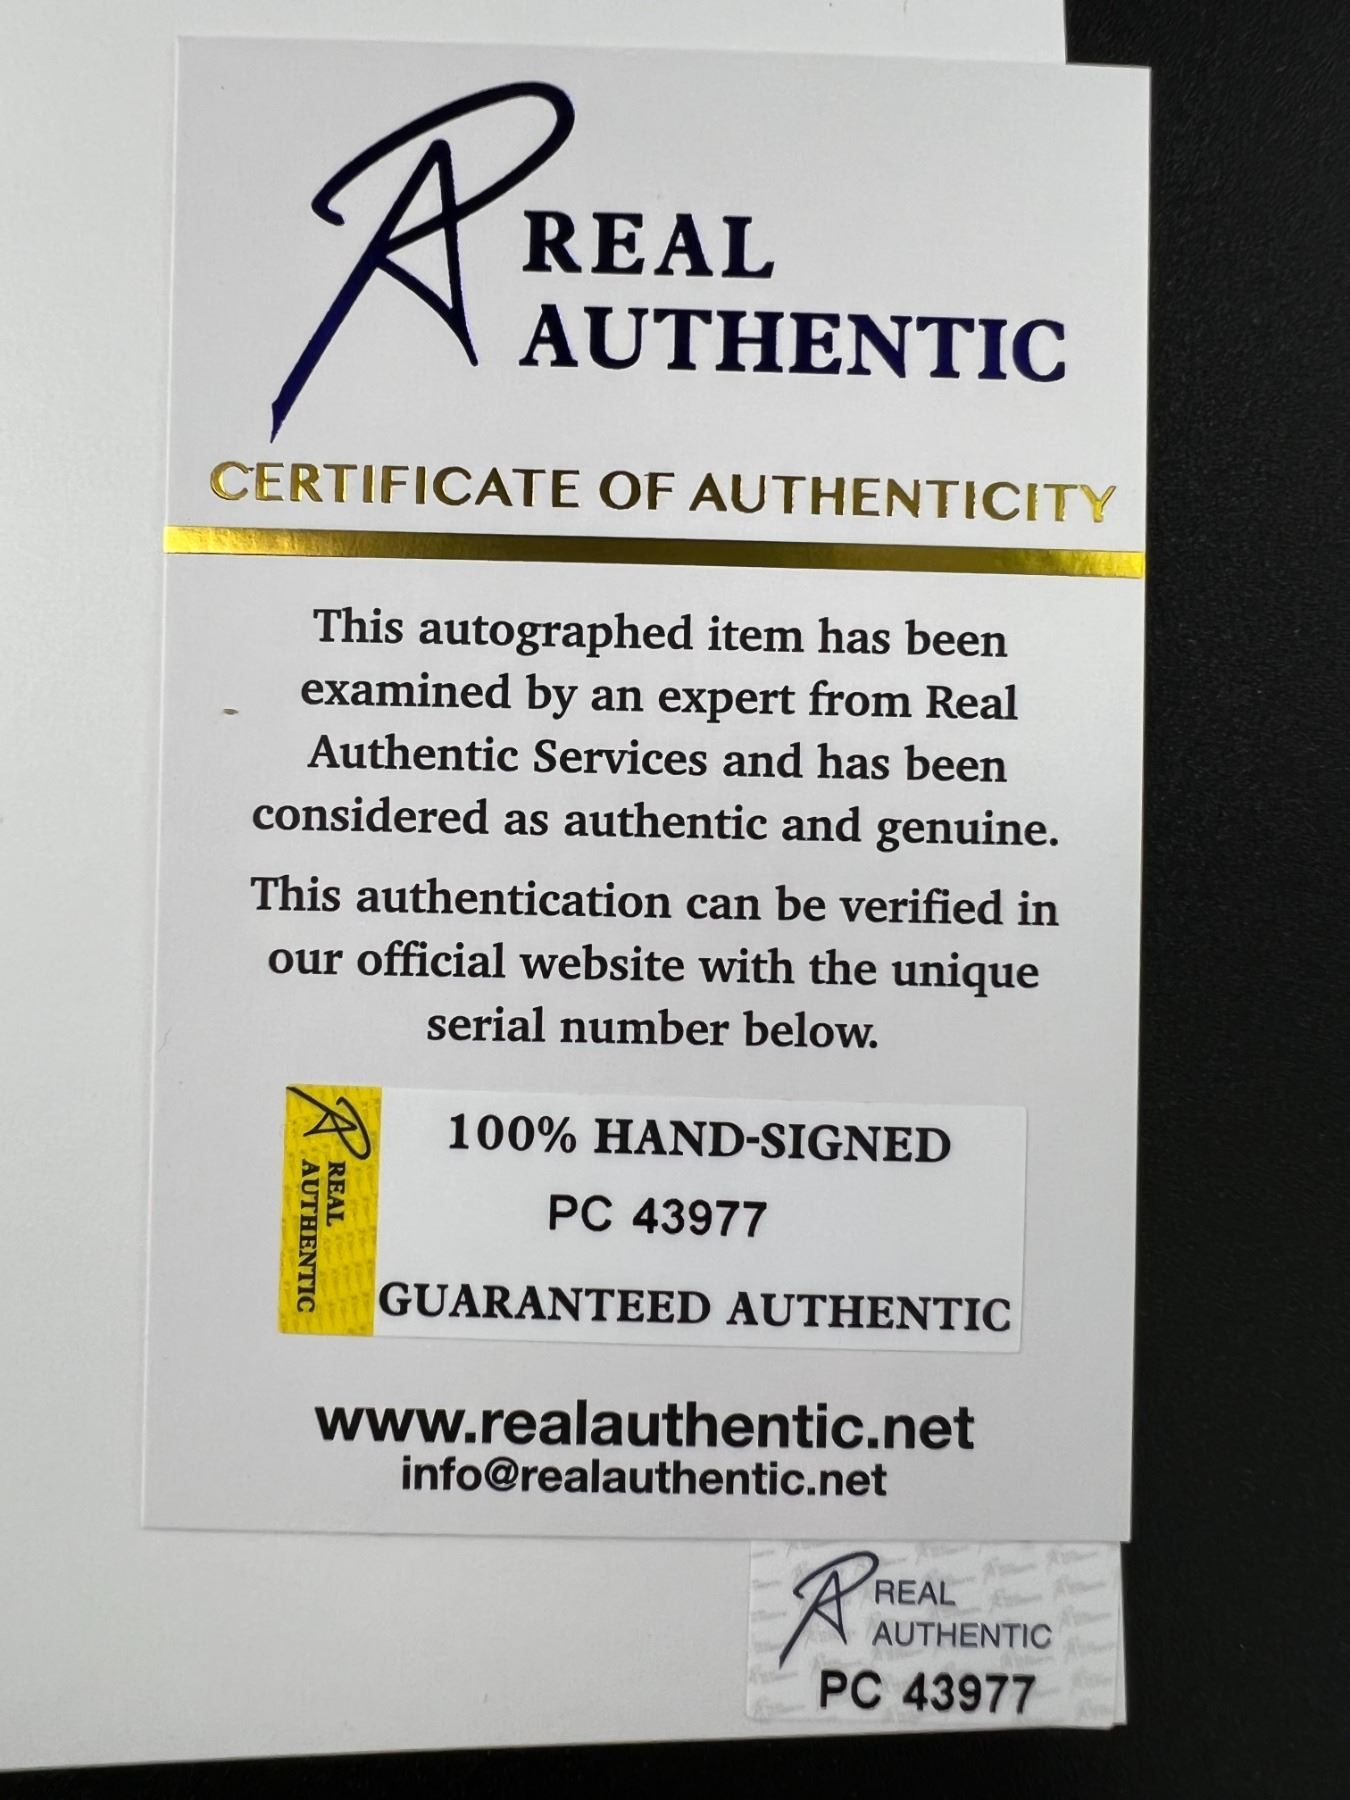 REAL
AUTHENTIC
CERTIFICATE OF AUTHENTICITY
This autographed item has been
examined by an expert from Real
Authentic Services and has been
considered as authentic and genuine.
This authentication can be verified in
our official website with the unique
serial number below.
REAL
AUTHENTIC
100% HAND-SIGNED
PC 43977
GUARANTEED AUTHENTIC
www.realauthentic.net
info@realauthentic.net
REAL
AUTHENTIC
PC 43977